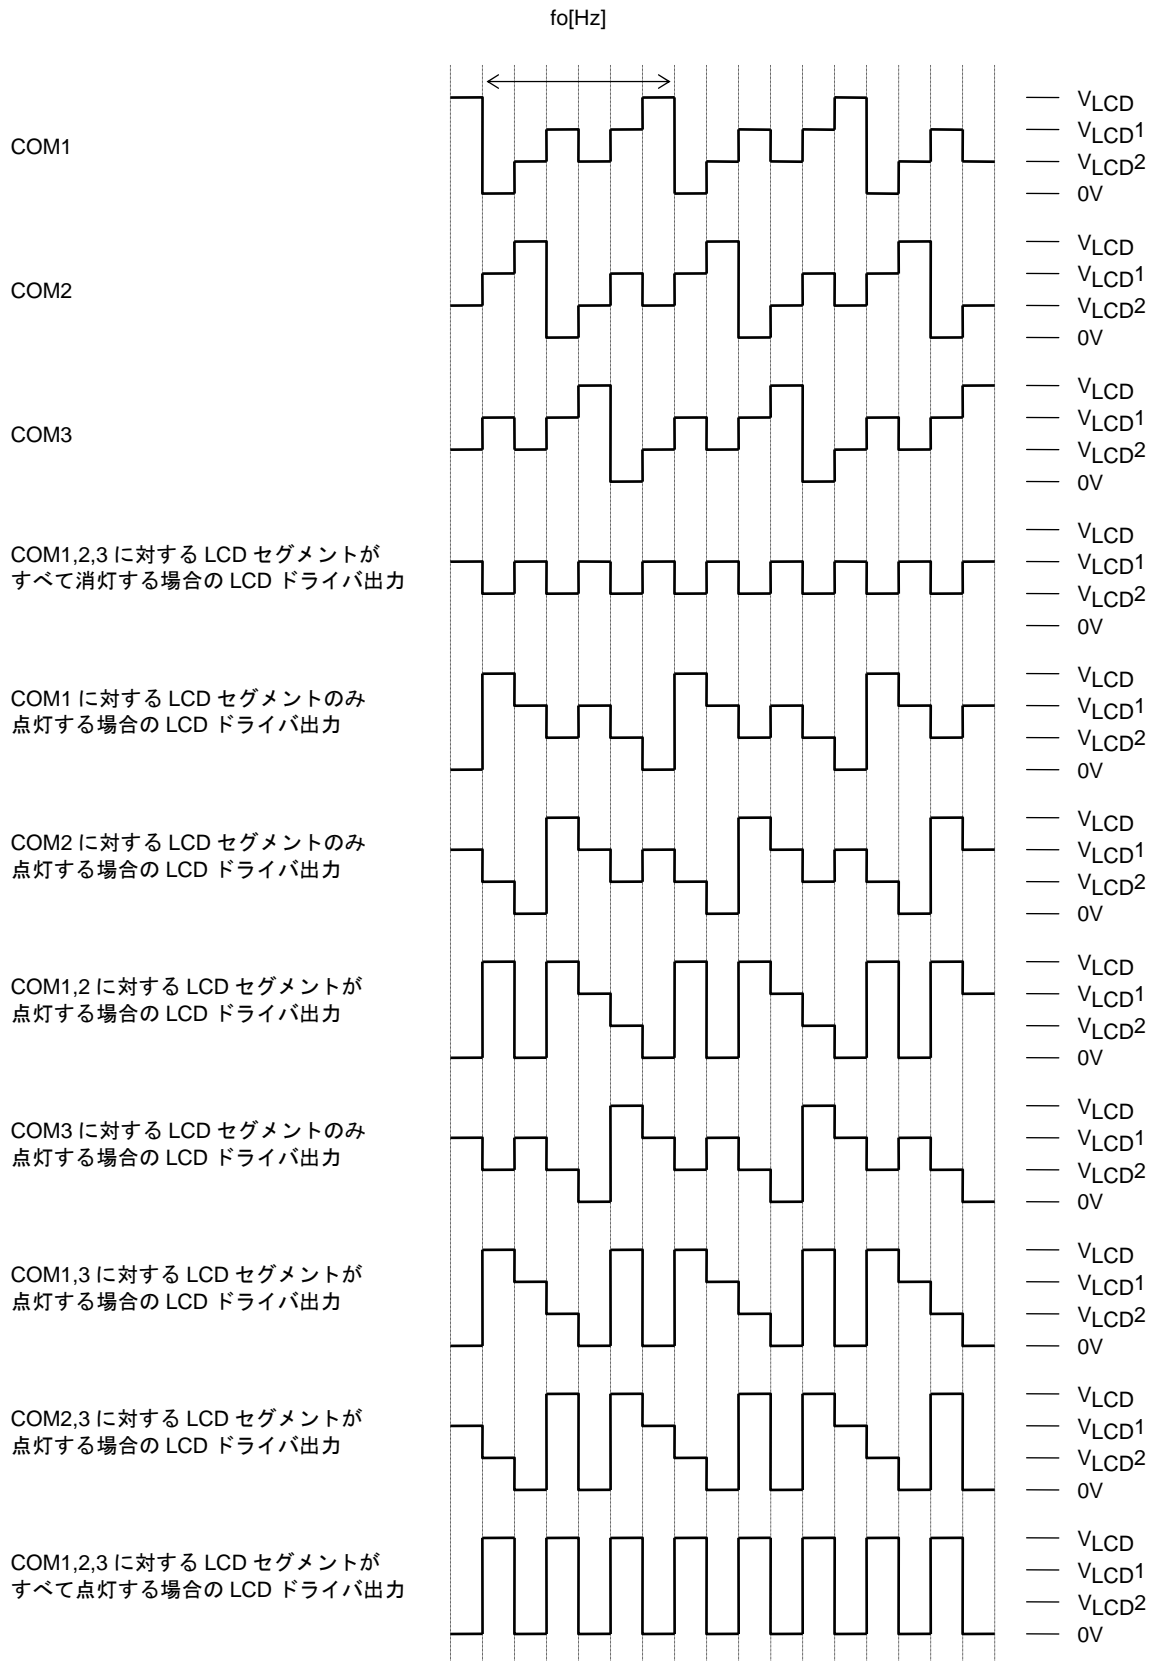 fo[Hz]
COM1
VLCD
VLCD1
VLCD2
0V
COM2
VLCD
VLCD1
VLCD2
0V
COM3
VLCD
VLCD1
VLCD2
0V
COM1,2,3 に対する LCD セグメントが
すべて消灯する場合の LCD ドライバ出力
VLCD
VLCD1
VLCD2
0V
COM1 に対する LCD セグメントのみ
点灯する場合の LCD ドライバ出力
VLCD
VLCD1
VLCD2
0V
COM2 に対する LCD セグメントのみ
点灯する場合の LCD ドライバ出力
VLCD
VLCD1
VLCD2
0V
COM1,2 に対する LCD セグメントが
点灯する場合の LCD ドライバ出力
VLCD
VLCD1
VLCD2
0V
COM3 に対する LCD セグメントのみ
点灯する場合の LCD ドライバ出力
VLCD
VLCD1
VLCD2
0V
COM1,3 に対する LCD セグメントが
点灯する場合の LCD ドライバ出力
VLCD
VLCD1
VLCD2
0V
COM2,3 に対する LCD セグメントが
点灯する場合の LCD ドライバ出力
VLCD
VLCD1
VLCD2
0V
COM1,2,3 に対する LCD セグメントが
すべて点灯する場合の LCD ドライバ出力
VLCD
VLCD1
VLCD2
0V